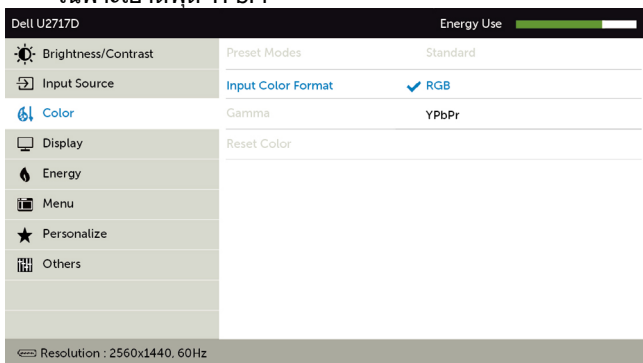 Dell U2717D Energy Use
Brightness/Contrast Preset Modes Standard
Input Source Input Color Format RGB
Color Gamma YPbPr
Display Reset Color
Energy
Menu
Personalize
Others
Resolution : 2560x1440, 60Hz